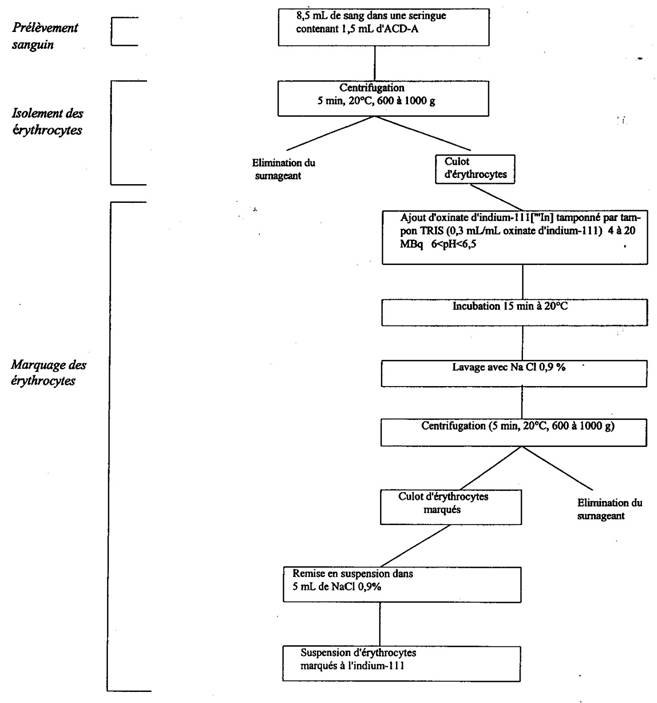 Prélèvement
sanguin
8,5 mL de sang dans une seringue
contenant 1,5 mL d'ACD-A
Isolement des
érythrocytes
Centrifugation
5 min, 20°C, 600 à 1000 g
Elimination du
surnageant
Culot
d'érythrocytes
Marquage des
érythrocytes
Ajout d'oxinate d'indium-111[¹¹¹In] tamponné par tam-
pon TRIS (0,3 mL/mL oxinate d'indium-111) 4 à 20
MBq 6<pH<6,5
Incubation 15 min à 20°C
Lavage avec Na Cl 0,9 %
Centrifugation (5 min, 20°C, 600 à 1000 g)
Culot d'érythrocytes
marqués
Elimination du
surnageant
Remise en suspension dans
5 mL de NaCl 0,9%
Suspension d'érythrocytes
marqués à l'indium-111